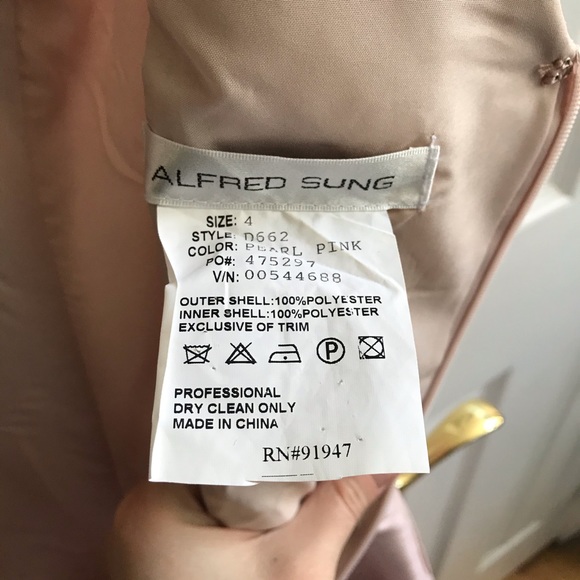 ALFRED SUNG
SIZE: 4
STYLE: D662
COLOR: PEARL PINK
PO#: 475297
V/N: 00544688
OUTER SHELL:100%POLYESTER
INNER SHELL:100%POLYESTER
EXCLUSIVE OF TRIM
P
PROFESSIONAL
DRY CLEAN ONLY
MADE IN CHINA
RN#91947